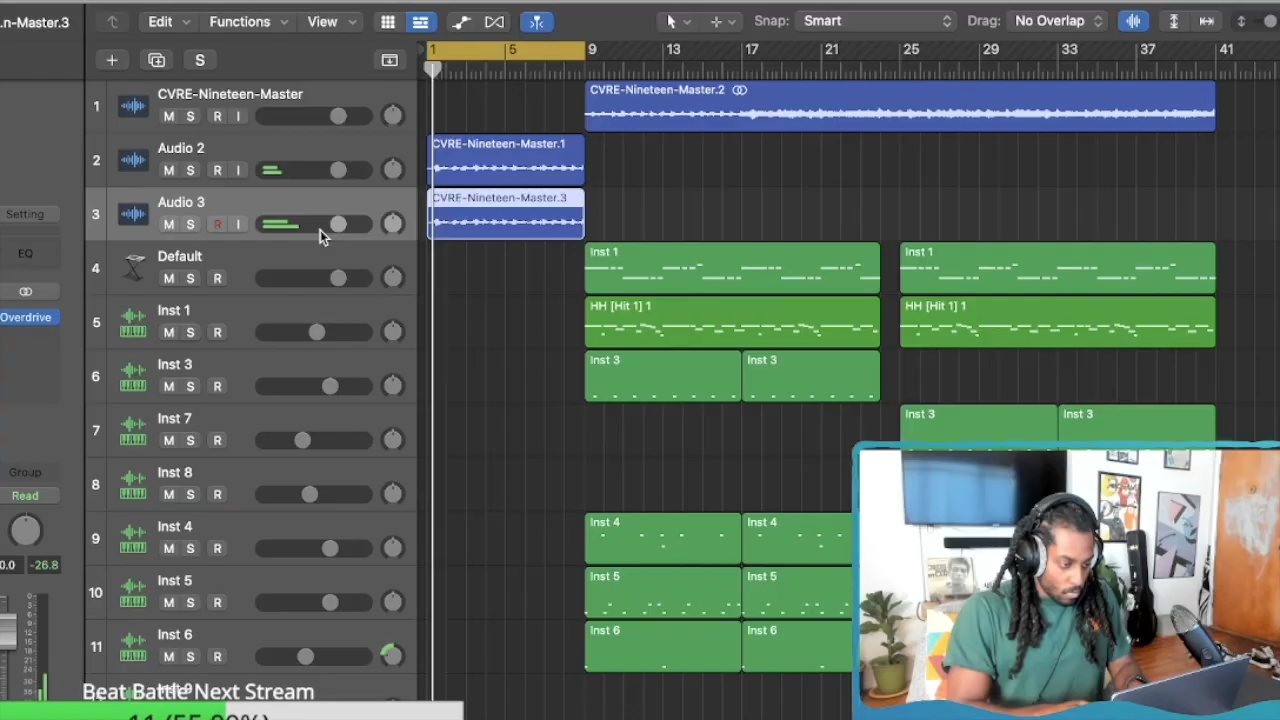 .n-Master.3
Edit
Functions
View
Snap:
Smart
Drag:
No Overlap
S
1
5
9
13
17
21
25
29
33
37
41
1
CVRE-Nineteen-Master
M S R I
CVRE-Nineteen-Master.2
2
Audio 2
M S R I
CVRE-Nineteen-Master.1
3
Audio 3
M S R I
CVRE-Nineteen-Master.3
Setting
EQ
Overdrive
4
Default
M S R
Inst 1
Inst 1
5
Inst 1
M S R
HH [Hit 1] 1
HH [Hit 1] 1
6
Inst 3
M S R
Inst 3
Inst 3
7
Inst 7
M S R
Inst 3
Inst 3
8
Inst 8
M S R
Group
Read
9
Inst 4
M S R
Inst 4
Inst 4
0.0
-26.8
10
Inst 5
M S R
Inst 5
Inst 5
11
Inst 6
M S R
Inst 6
Inst 6
Beat Battle Next Stream